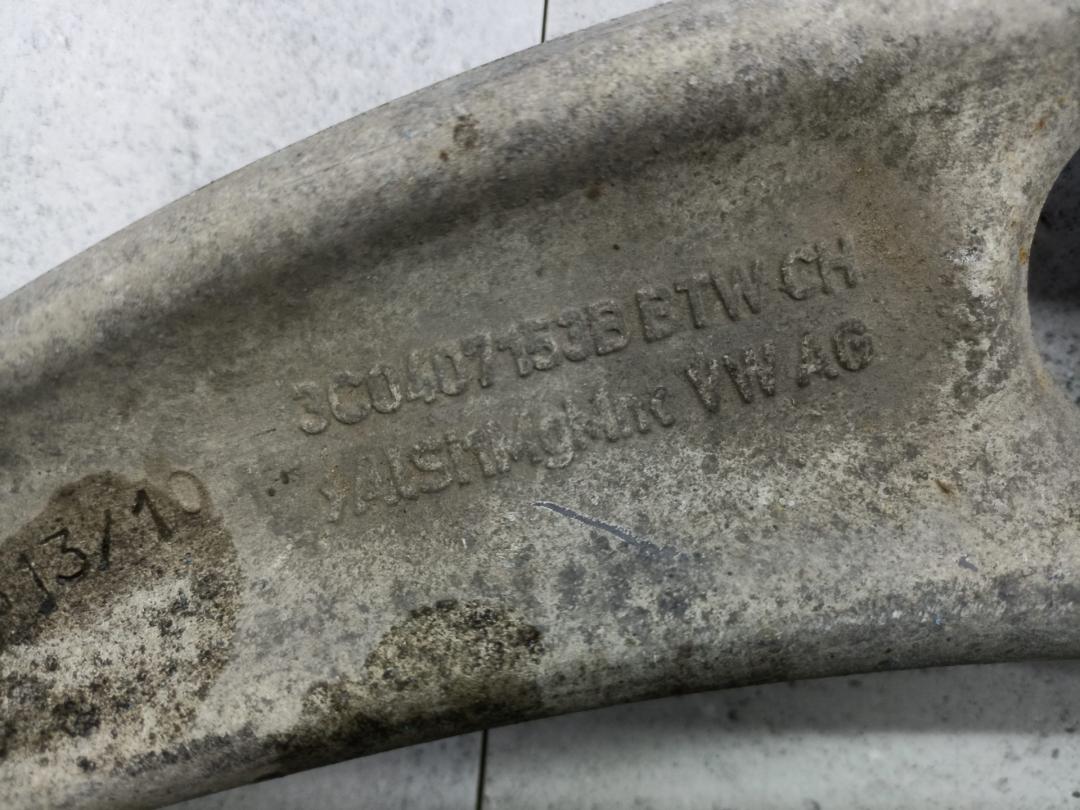 3C0407153B BTW CH
>AlSi1MgMn< VW AG
13/10